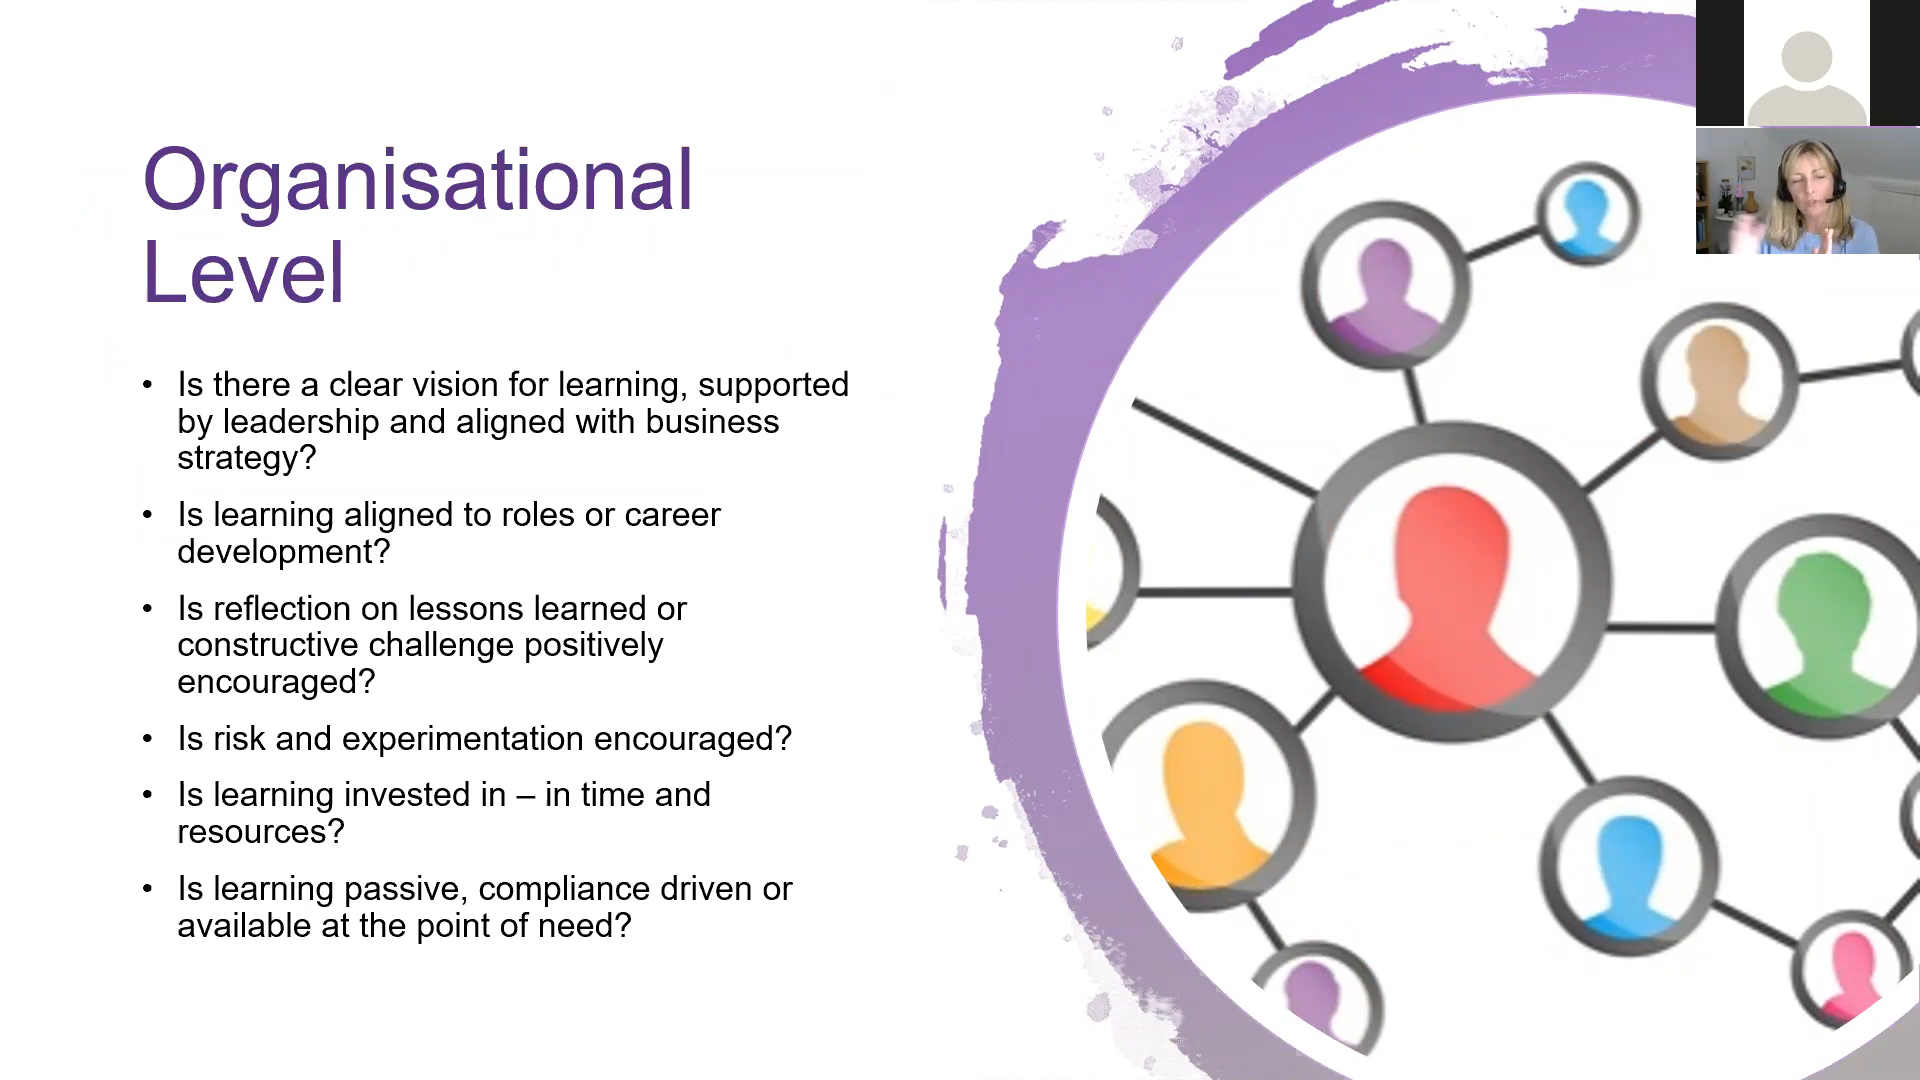 Organisational
Level
• Is there a clear vision for learning, supported
by leadership and aligned with business
strategy?
• Is learning aligned to roles or career
development?
• Is reflection on lessons learned or
constructive challenge positively
encouraged?
• Is risk and experimentation encouraged?
• Is learning invested in – in time and
resources?
• Is learning passive, compliance driven or
available at the point of need?